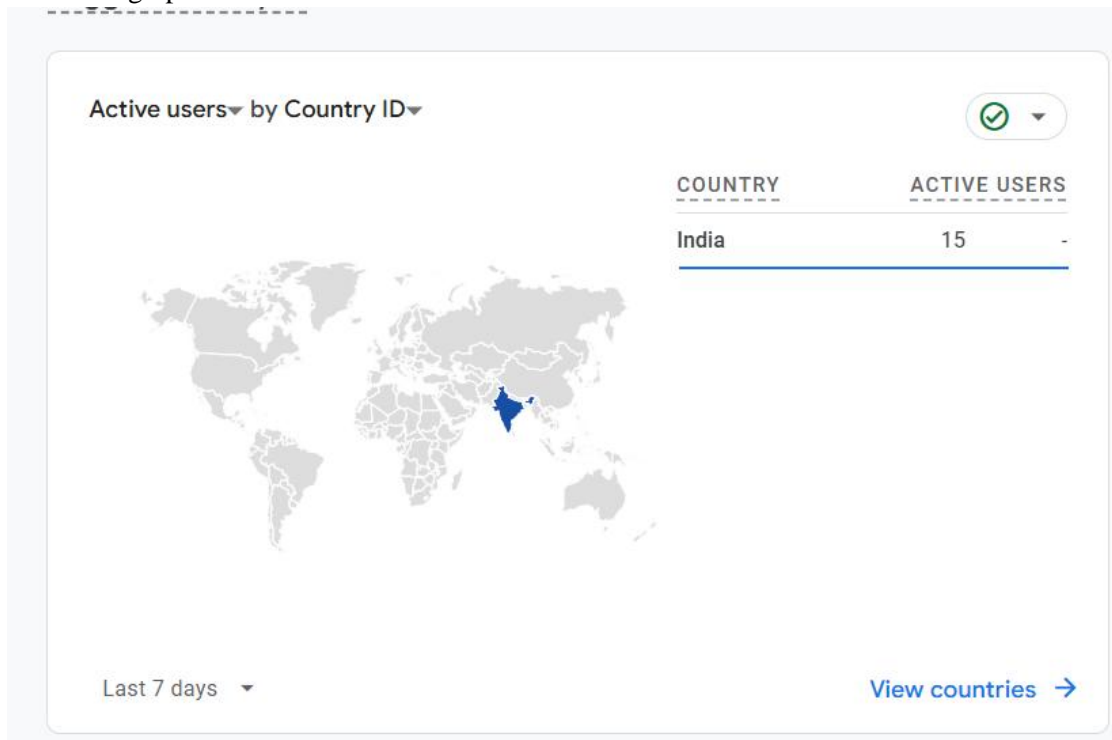 Active users by Country ID
COUNTRY ACTIVE USERS
India 15 -
Last 7 days
View countries →